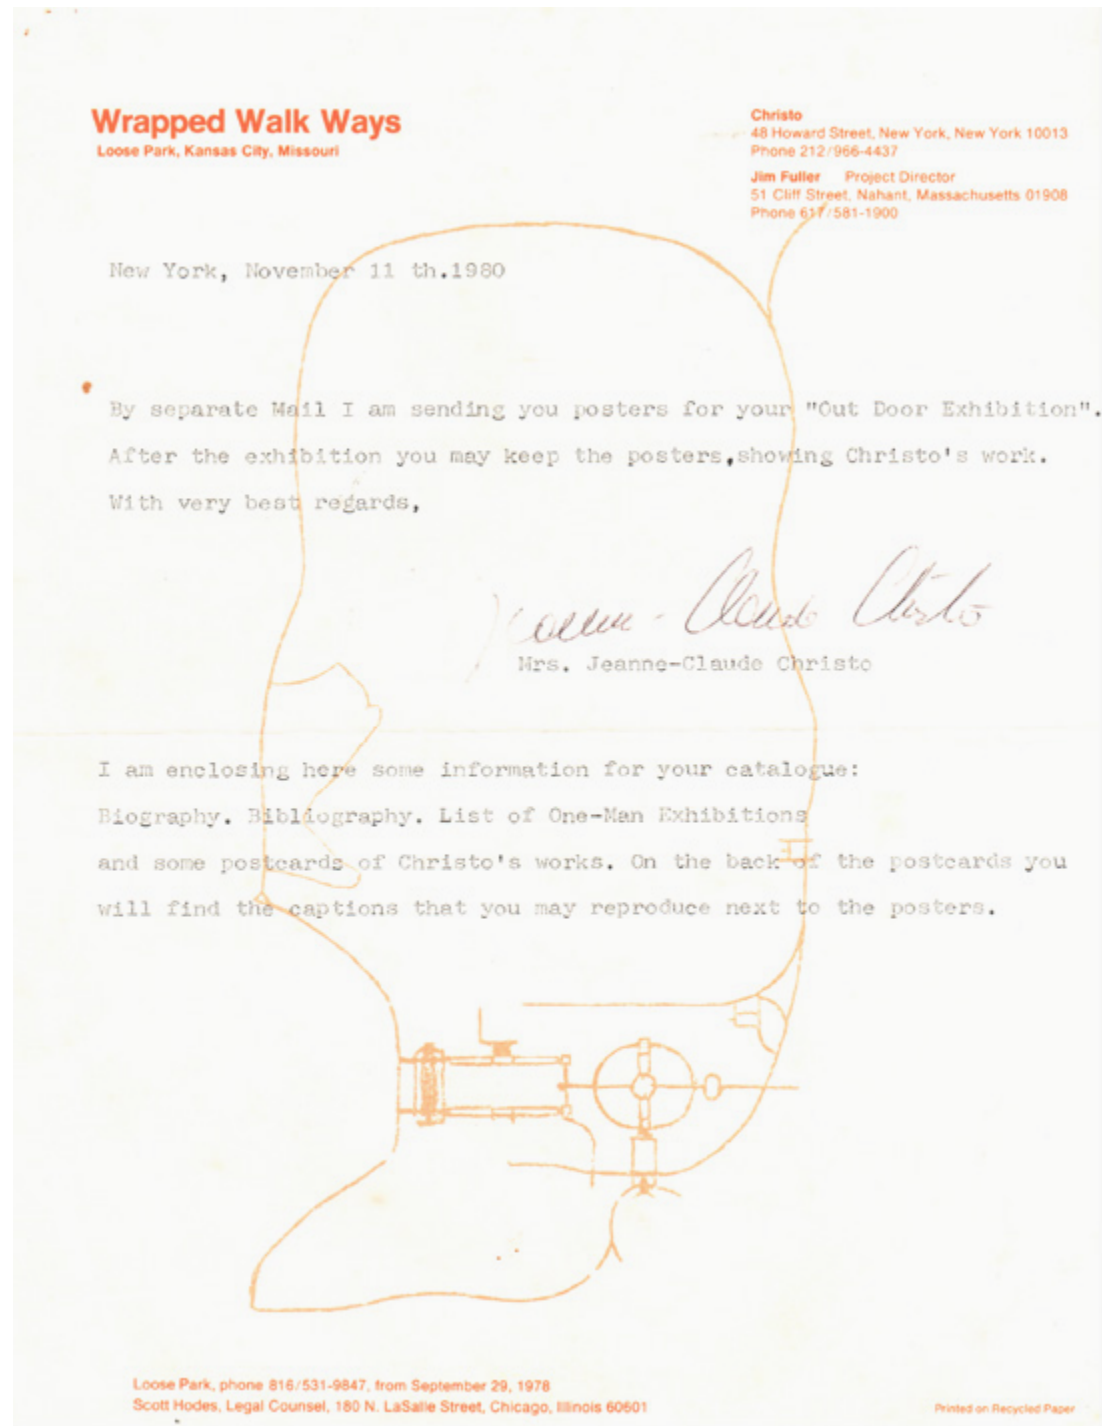 Wrapped Walk Ways
Loose Park, Kansas City, Missouri
Christo
48 Howard Street, New York, New York 10013
Phone 212/966-4437
Jim Fuller Project Director
51 Cliff Street, Nahant, Massachusetts 01908
Phone 617/581-1900
New York, November 11 th.1980
By separate Mail I am sending you posters for your "Out Door Exhibition".
After the exhibition you may keep the posters,showing Christo's work.
With very best regards,
Jeanne-Claude Christo
Mrs. Jeanne-Claude Christo
I am enclosing here some information for your catalogue:
Biography. Bibliography. List of One-Man Exhibitions
and some postcards of Christo's works. On the back of the postcards you
will find the captions that you may reproduce next to the posters.
Loose Park, phone 816/531-9847, from September 29, 1978
Scott Hodes, Legal Counsel, 180 N. LaSalle Street, Chicago, Illinois 60601
Printed on Recycled Paper